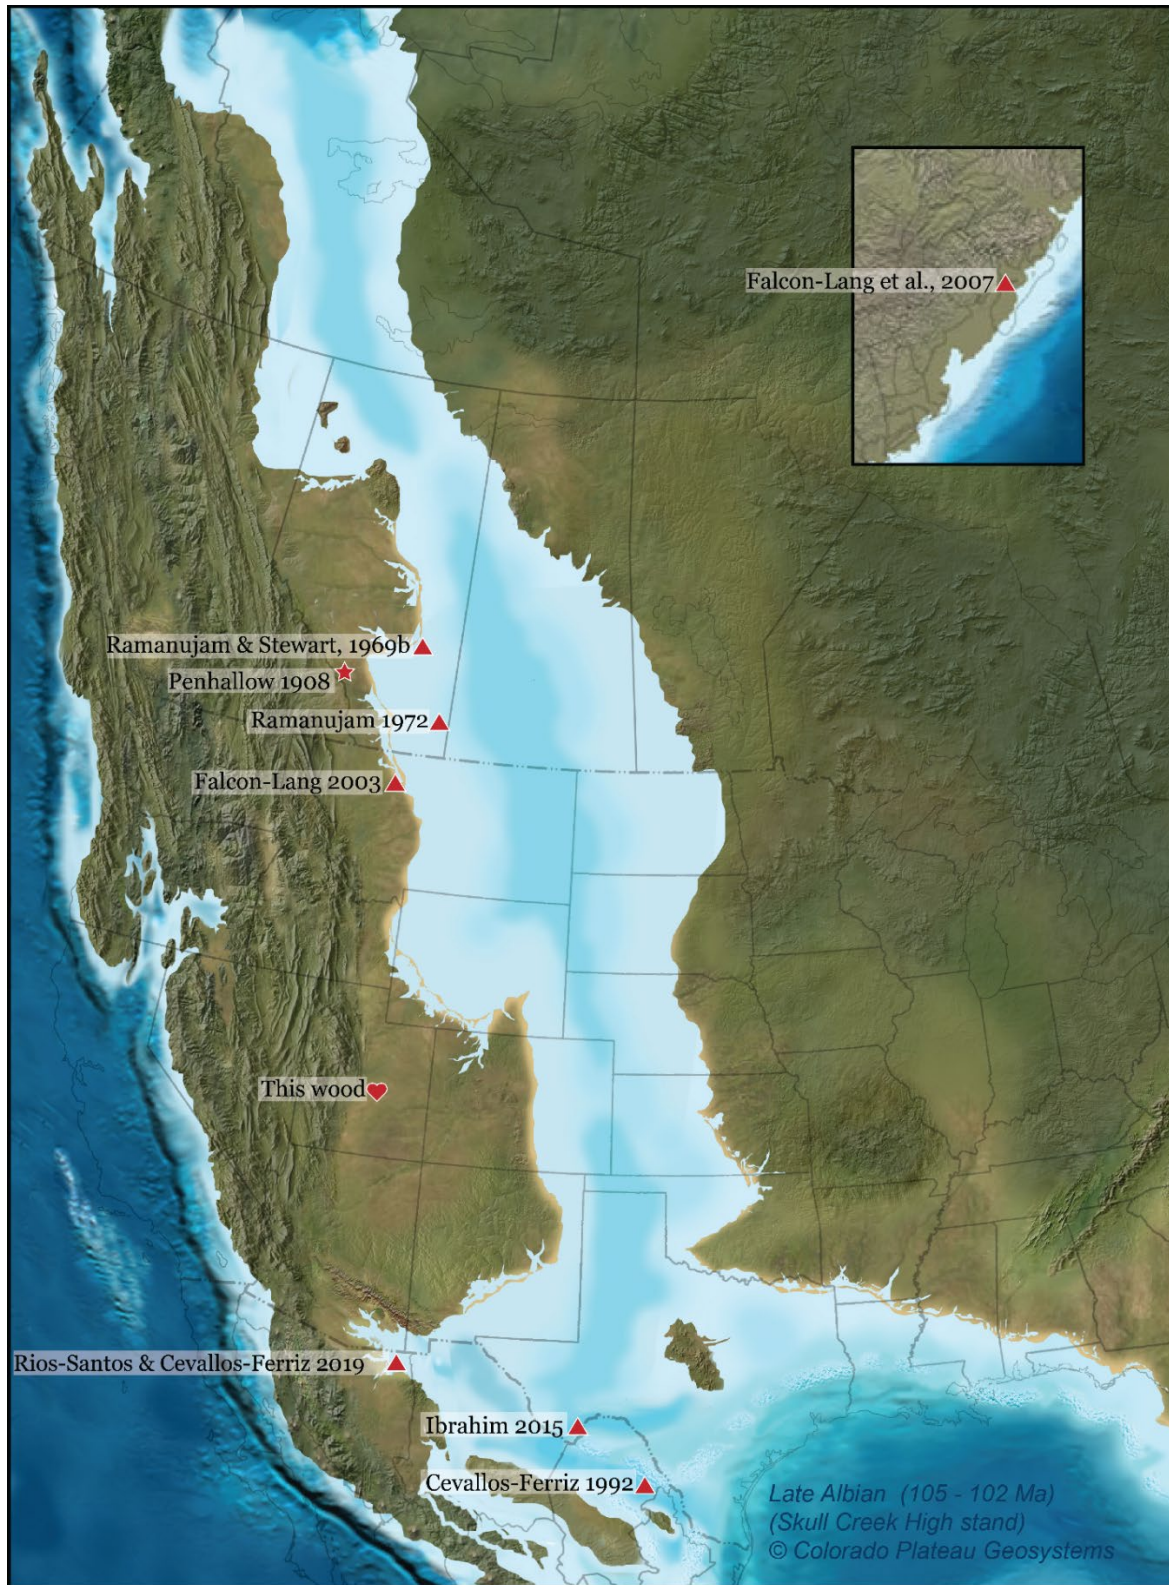 Falcon-Lang et al., 2007
Ramanujam & Stewart, 1969b
Penhallow 1908
Ramanujam 1972
Falcon-Lang 2003
This wood
Rios-Santos & Cevallos-Ferriz 2019
Ibrahim 2015
Cevallos-Ferriz 1992
Late Albian (105 - 102 Ma)
(Skull Creek High stand)
© Colorado Plateau Geosystems